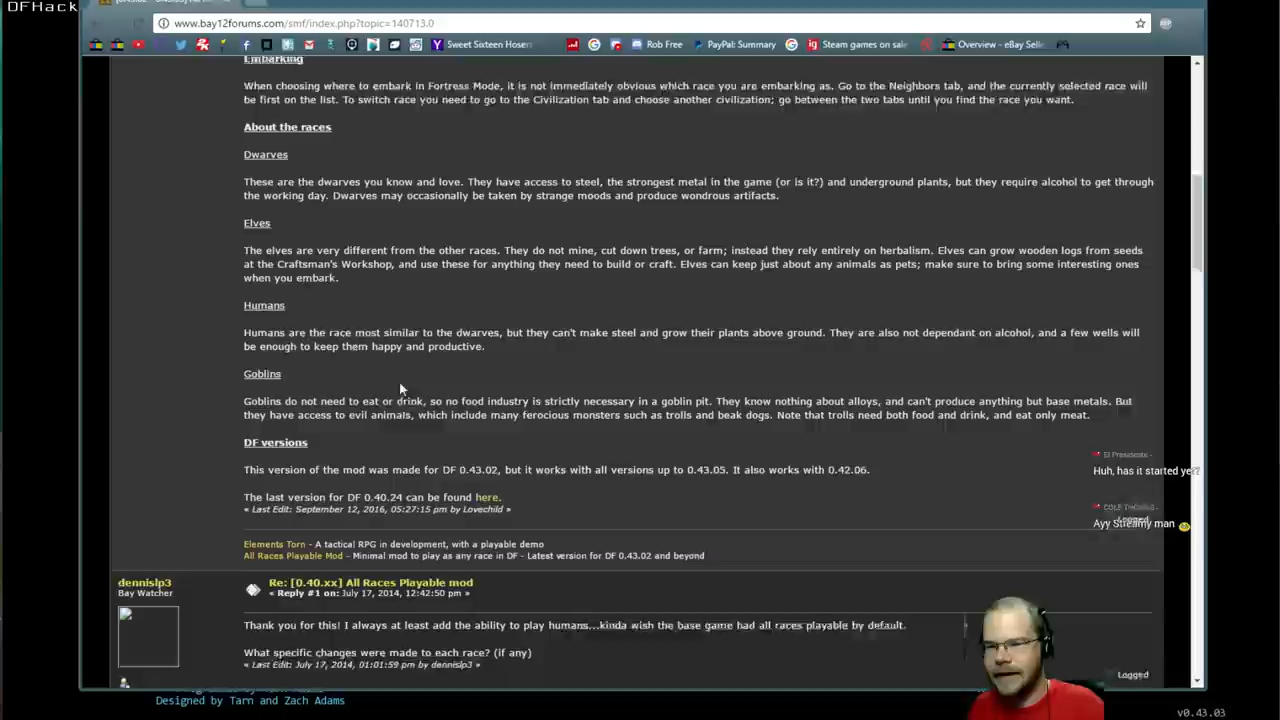 DFHack
www.bay12forums.com/smf/index.php?topic=140713.0
Sweet Sixteen Hosen
Rob Free
PayPal: Summary
Steam games on sale
Overview - eBay Selle
Embarking
When choosing where to embark in Fortress Mode, it is not immediately obvious which race you are embarking as. Go to the Neighbors tab, and the currently selected race will
be first on the list. To switch race you need to go to the Civilization tab and choose another civilization; go between the two tabs until you find the race you want.
About the races
Dwarves
These are the dwarves you know and love. They have access to steel, the strongest metal in the game (or is it?) and underground plants, but they require alcohol to get through
the working day. Dwarves may occasionally be taken by strange moods and produce wondrous artifacts.
Elves
The elves are very different from the other races. They do not mine, cut down trees, or farm; instead they rely entirely on herbalism. Elves can grow wooden logs from seeds
at the Craftsman's Workshop, and use these for anything they need to build or craft. Elves can keep just about any animals as pets; make sure to bring some interesting ones
when you embark.
Humans
Humans are the race most similar to the dwarves, but they can't make steel and grow their plants above ground. They are also not dependant on alcohol, and a few wells will
be enough to keep them happy and productive.
Goblins
Goblins do not need to eat or drink, so no food industry is strictly necessary in a goblin pit. They know nothing about alloys, and can't produce anything but base metals. But
they have access to evil animals, which include many ferocious monsters such as trolls and beak dogs. Note that trolls need both food and drink, and eat only meat.
DF versions
This version of the mod was made for DF 0.43.02, but it works with all versions up to 0.43.05. It also works with 0.42.06.
El Presidente -
Huh, has it started yet?
The last version for DF 0.40.24 can be found here.
« Last Edit: September 12, 2016, 05:27:15 pm by Lovechild »
COLE THOMAS -
Logged
Ayy Streamy man
Elements Torn - A tactical RPG in development, with a playable demo
All Races Playable Mod - Minimal mod to play as any race in DF - Latest version for DF 0.43.02 and beyond
dennislp3
Bay Watcher
Re: [0.40.xx] All Races Playable mod
« Reply #1 on: July 17, 2014, 12:42:50 pm »
Thank you for this! I always at least add the ability to play humans...kinda wish the base game had all races playable by default.
What specific changes were made to each race? (if any)
« Last Edit: July 17, 2014, 01:01:59 pm by dennislp3 »
Logged
Designed by Tarn and Zach Adams
v0.43.03